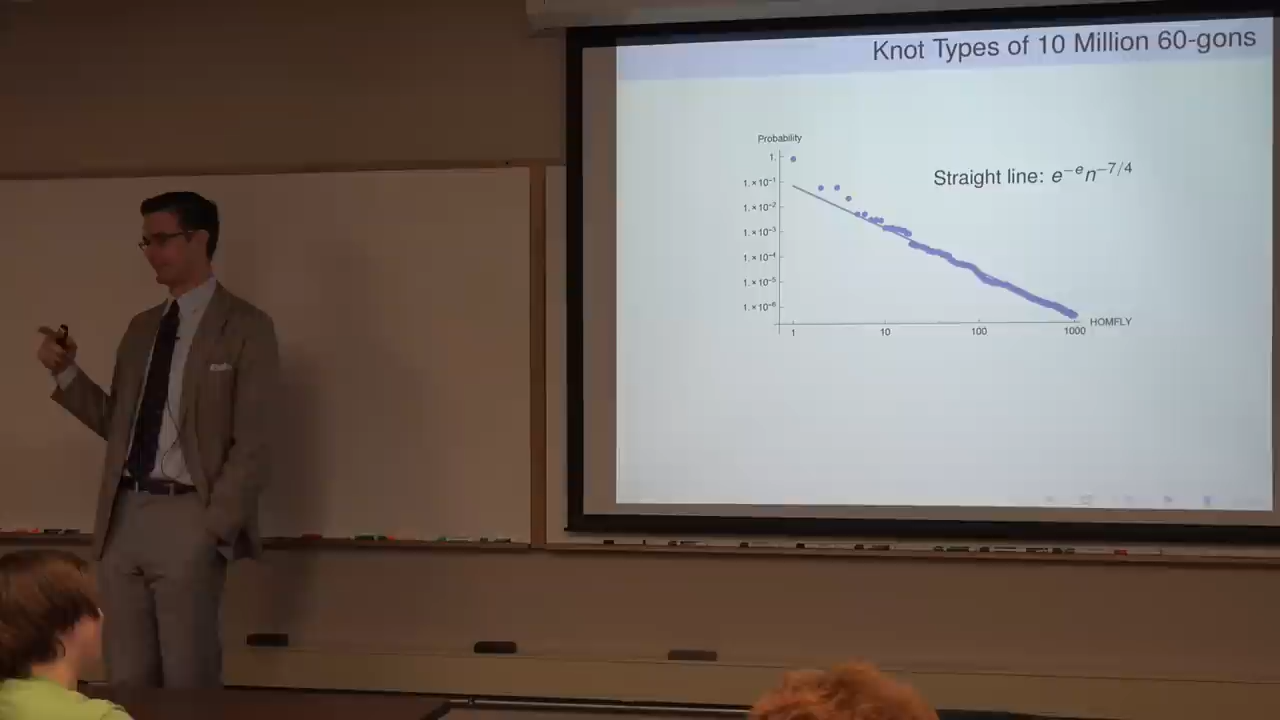 Knot Types of 10 Million 60-gons
Probability
Straight line: e^−e n^−7/4
1.
1.×10^−1
1.×10^−2
1.×10^−3
1.×10^−4
1.×10^−5
1.×10^−6
1 10 100 1000 HOMFLY